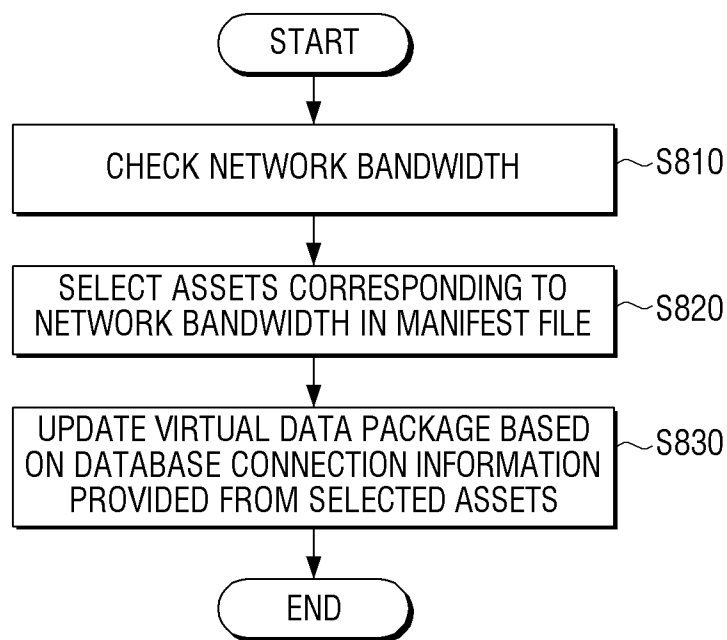 START
CHECK NETWORK BANDWIDTH
S810
SELECT ASSETS CORRESPONDING TO
NETWORK BANDWIDTH IN MANIFEST FILE
S820
UPDATE VIRTUAL DATA PACKAGE BASED
ON DATABASE CONNECTION INFORMATION
PROVIDED FROM SELECTED ASSETS
S830
END